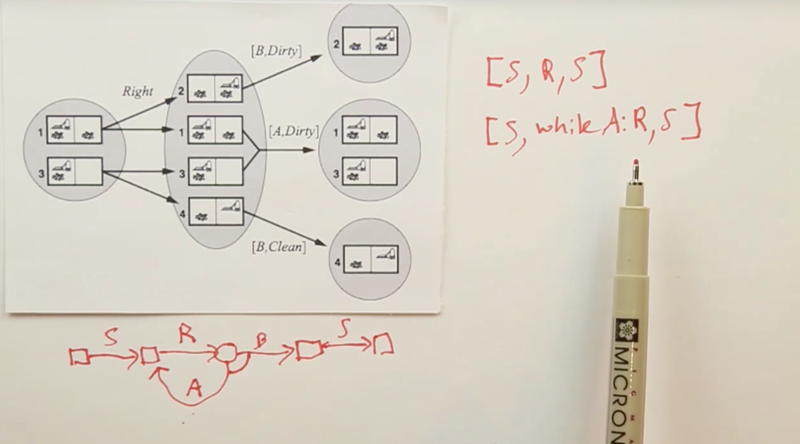 [S, R, S]
[S, while A: R, S]
Right
[B,Dirty]
[A,Dirty]
[B,Clean]
1
3
2
1
3
4
2
1
3
4
S R B S
A
MICRON